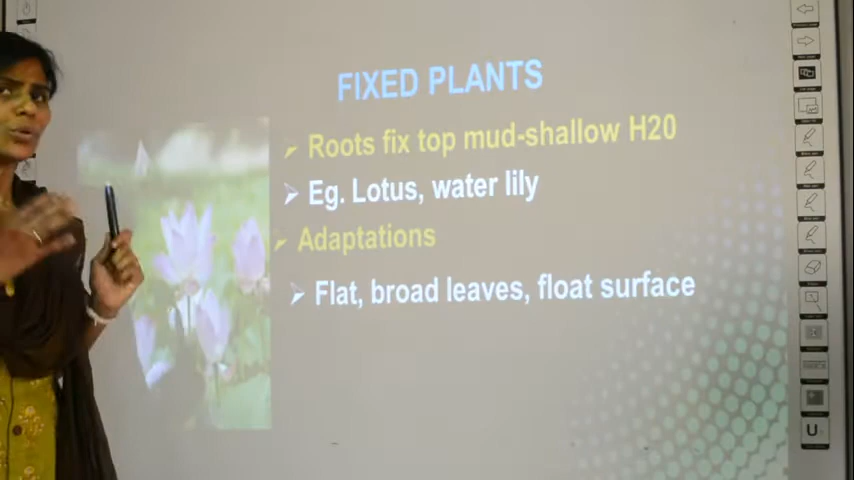 FIXED PLANTS
Roots fix top mud-shallow H20
Eg. Lotus, water lily
Adaptations
Flat, broad leaves, float surface